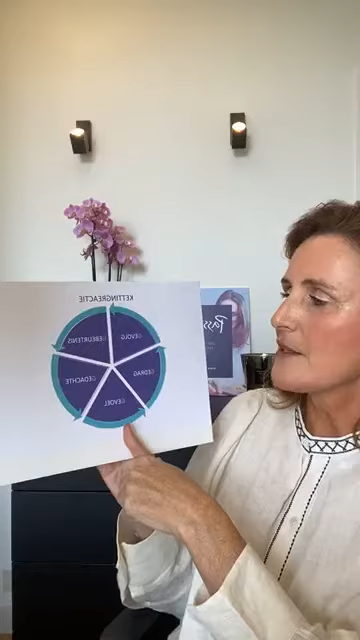 KETTINGREACTIE
GEBEURTENIS
GEVOLG
GEDACHTE
GEDRAG
GEVOEL